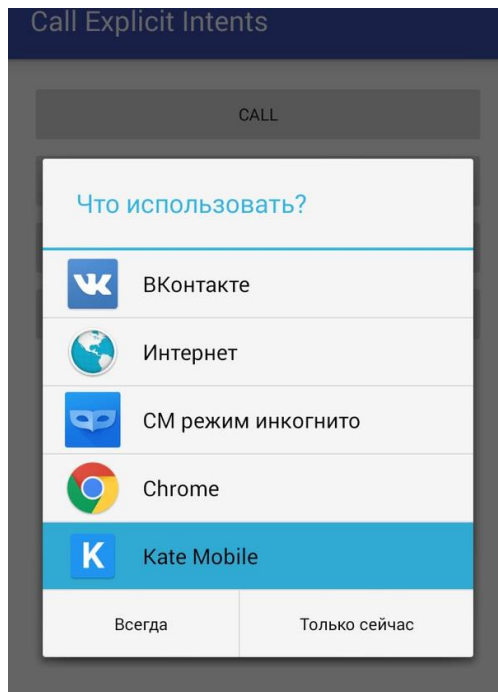 Call Explicit Intents
CALL
Что использовать?
ВКонтакте
Интернет
CM режим инкогнито
Chrome
K
Kate Mobile
Всегда
Только сейчас